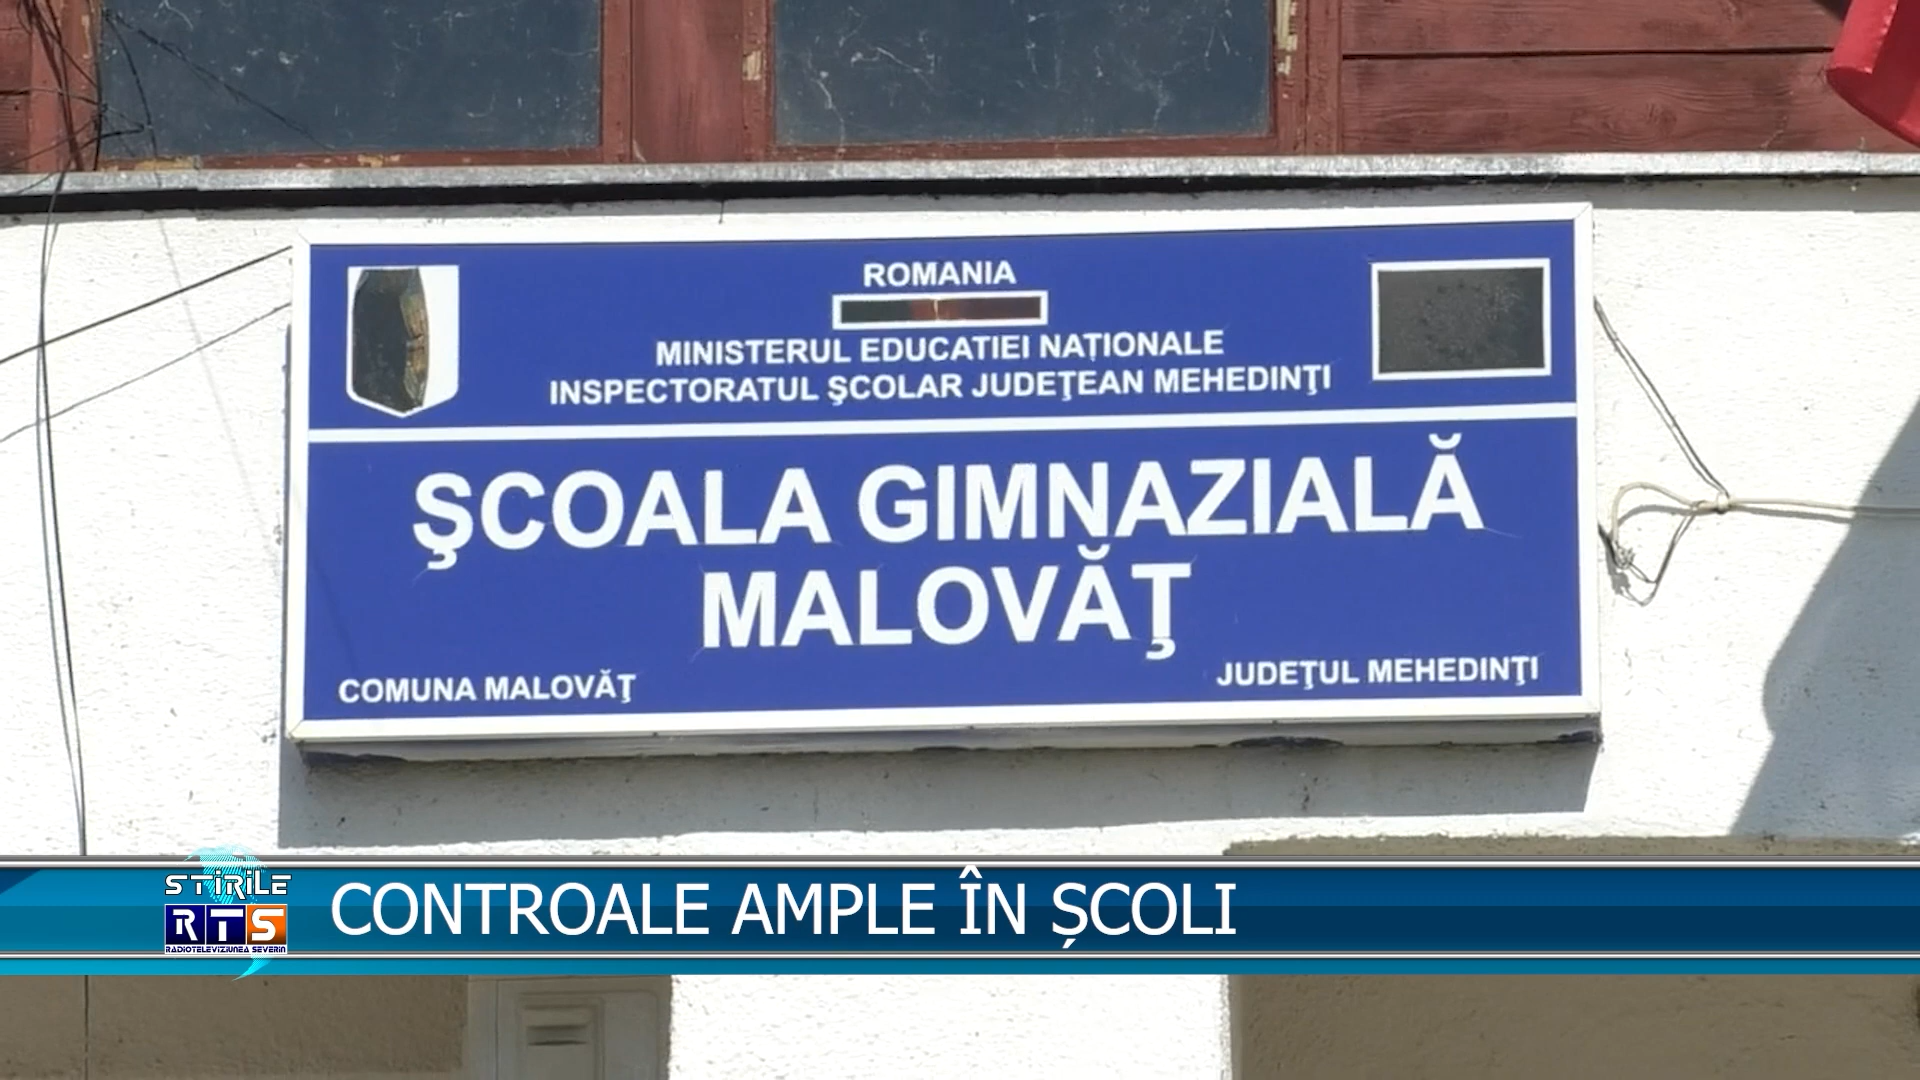 ROMANIA
MINISTERUL EDUCATIEI NAȚIONALE
INSPECTORATUL ŞCOLAR JUDEŢEAN MEHEDINŢI
ŞCOALA GIMNAZIALĂ
MALOVĂŢ
COMUNA MALOVĂŢ
JUDEŢUL MEHEDINŢI
STIRILE
RTS
RADIOTELEVIZIUNEA SEVERIN
CONTROALE AMPLE ÎN ȘCOLI